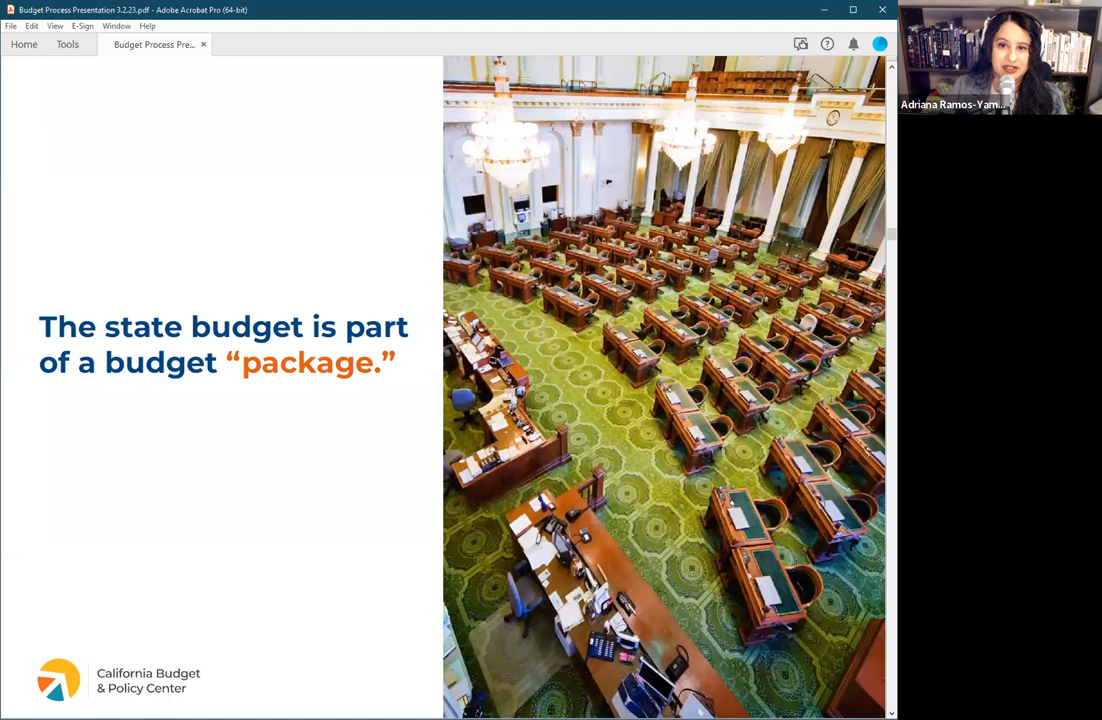 Budget Process Presentation 3.2.23.pdf - Adobe Acrobat Pro (64-bit)
File Edit View E-Sign Window Help
Home Tools Budget Process Pre... ×
Adriana Ramos-Yam...
The state budget is part
of a budget “package.”
California Budget
& Policy Center